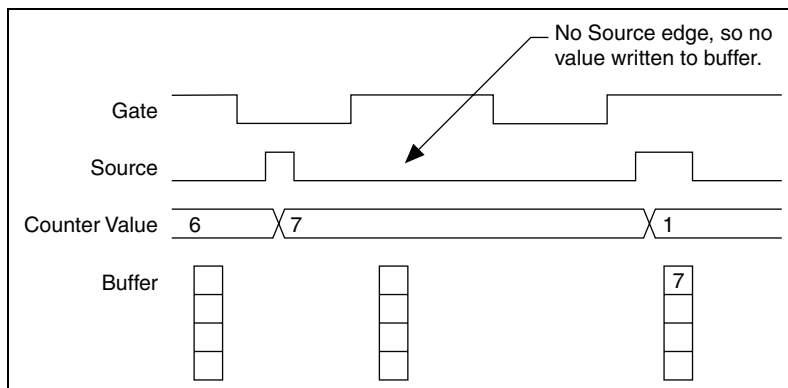 No Source edge, so no
value written to buffer.
Gate
Source
Counter Value 6 7 1
Buffer 7